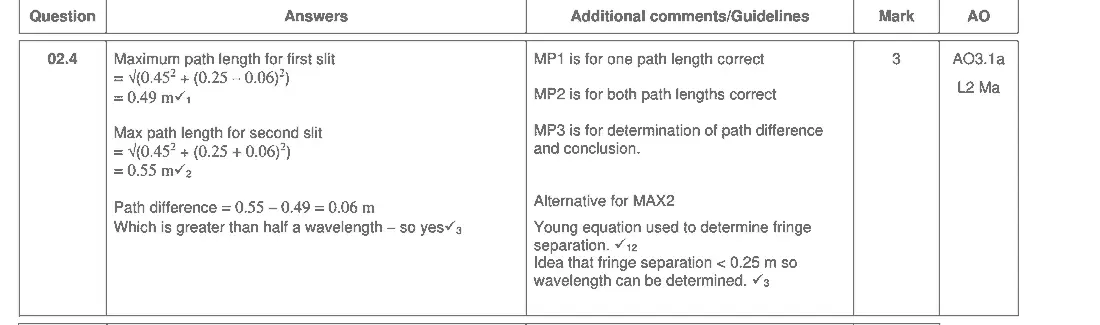 Question Answers Additional comments/Guidelines Mark AO
02.4 Maximum path length for first slit MP1 is for one path length correct 3 AO3.1a
= √(0.45² + (0.25 – 0.06)²)
= 0.49 m✓₁
MP2 is for both path lengths correct L2 Ma
Max path length for second slit MP3 is for determination of path difference
= √(0.45² + (0.25 + 0.06)²) and conclusion.
= 0.55 m✓₂
Path difference = 0.55 – 0.49 = 0.06 m Alternative for MAX2
Which is greater than half a wavelength – so yes✓₃ Young equation used to determine fringe
separation. ✓₁₂
Idea that fringe separation < 0.25 m so
wavelength can be determined. ✓₃